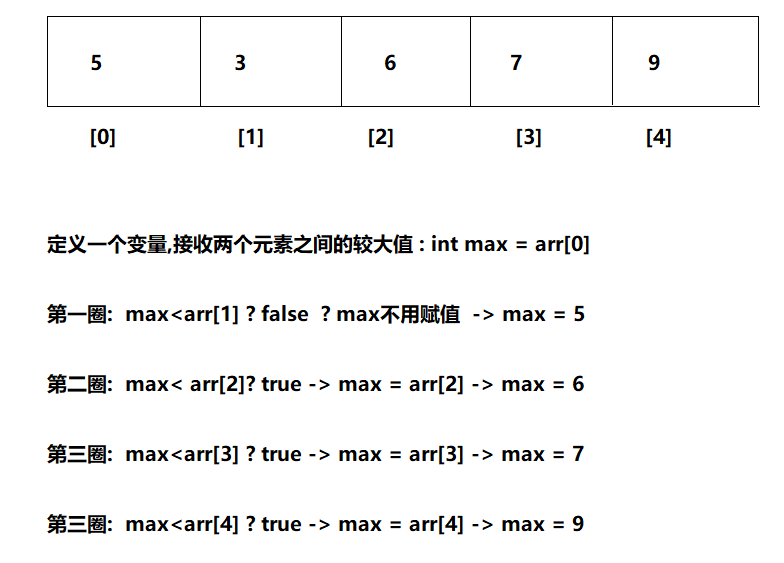 5 3 6 7 9
[0] [1] [2] [3] [4]
定义一个变量,接收两个元素之间的较大值 : int max = arr[0]
第一圈:  max<arr[1] ? false  ? max不用赋值  -> max = 5
第二圈:  max< arr[2]? true -> max = arr[2] -> max = 6
第三圈:  max<arr[3] ? true -> max = arr[3] -> max = 7
第三圈:  max<arr[4] ? true -> max = arr[4] -> max = 9